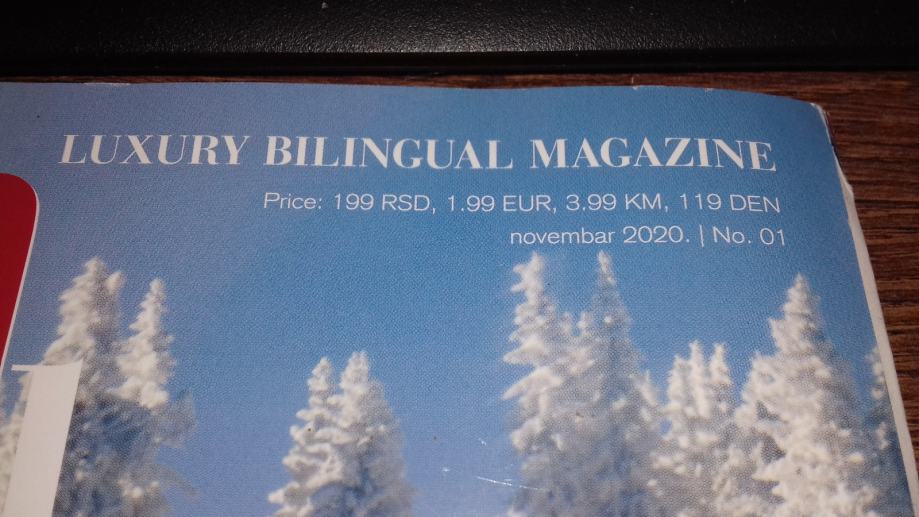 LUXURY BILINGUAL MAGAZINE
Price: 199 RSD, 1.99 EUR, 3.99 KM, 119 DEN
novembar 2020. | No. 01